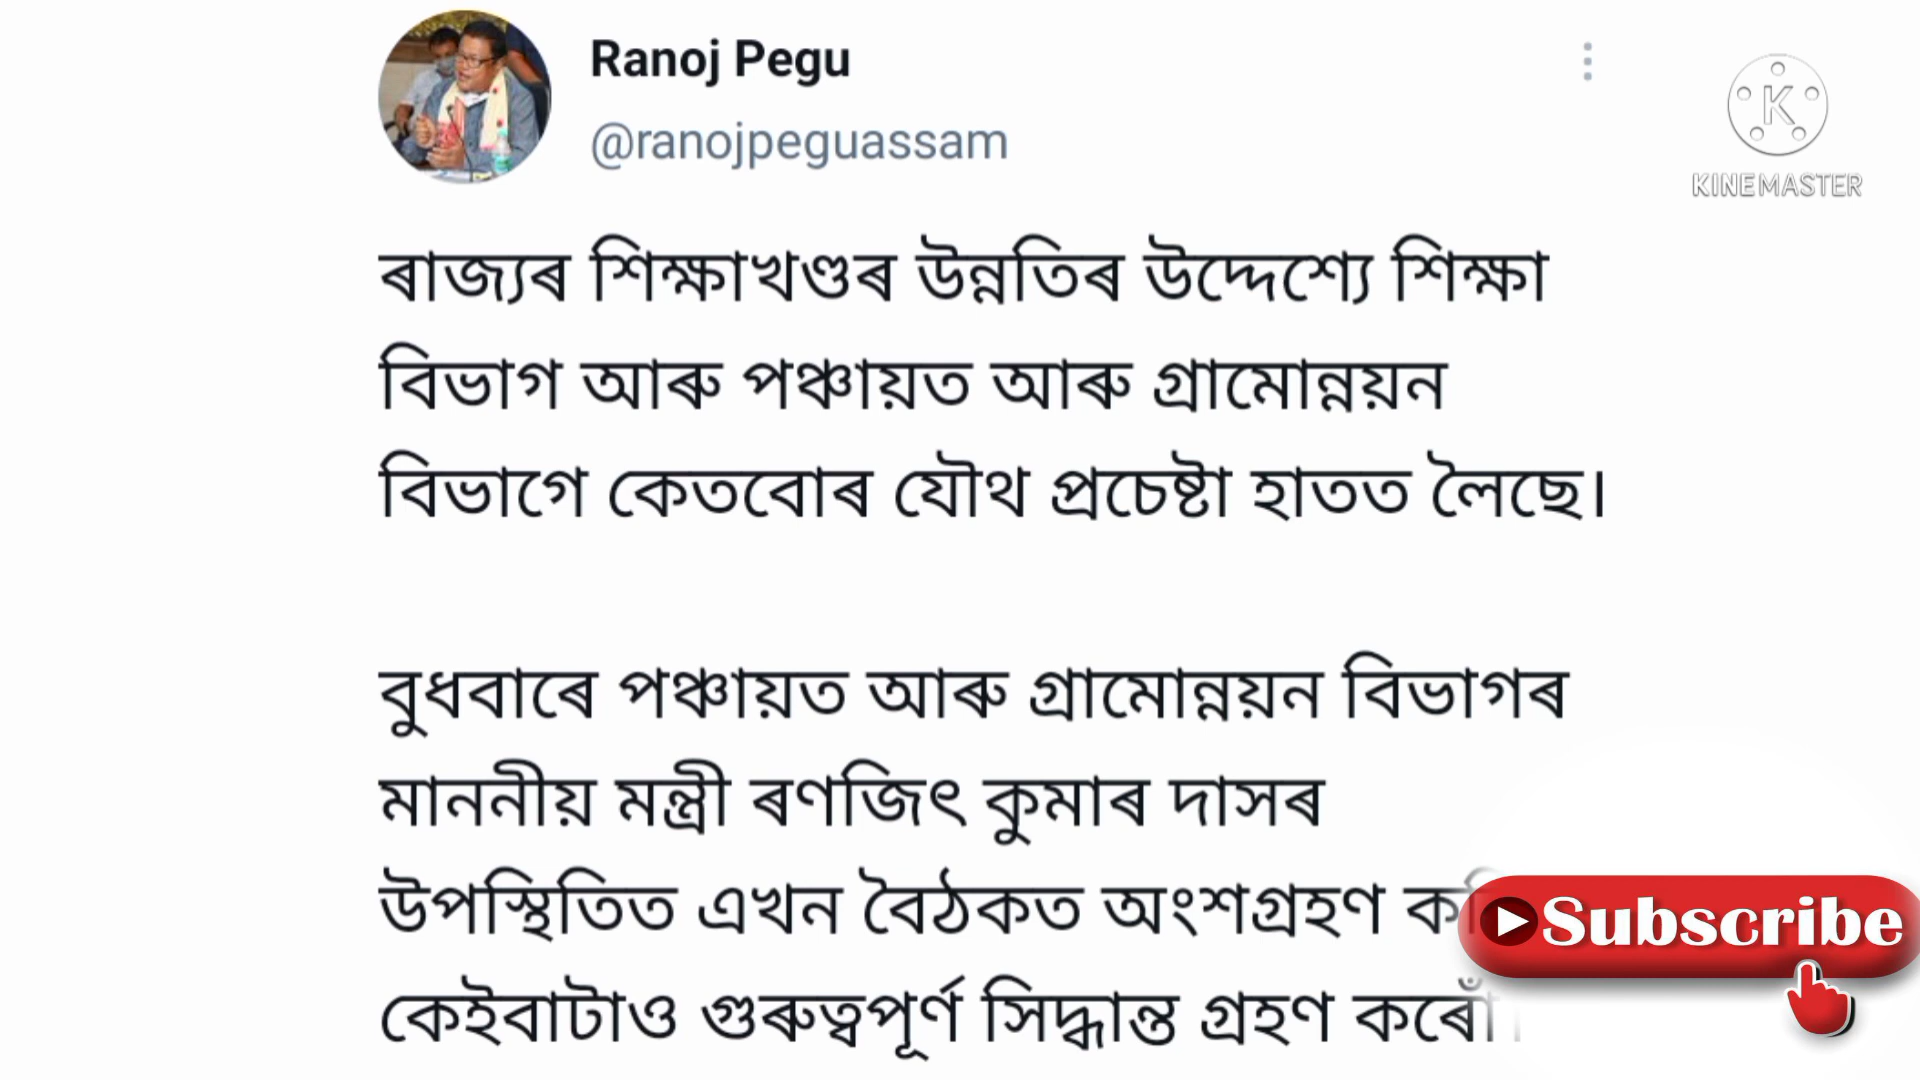 Ranoj Pegu
@ranojpeguassam
K
KINEMASTER
ৰাজ্যৰ শিক্ষাখণ্ডৰ উন্নতিৰ উদ্দেশ্যে শিক্ষা
বিভাগ আৰু পঞ্চায়ত আৰু গ্ৰামোন্নয়ন
বিভাগে কেতবোৰ যৌথ প্ৰচেষ্টা হাতত লৈছে।
বুধবাৰে পঞ্চায়ত আৰু গ্ৰামোন্নয়ন বিভাগৰ
মাননীয় মন্ত্ৰী ৰণজিৎ কুমাৰ দাসৰ
উপস্থিতিত এখন বৈঠকত অংশগ্ৰহণ
Subscribe
কেইবাটাও গুৰুত্বপূৰ্ণ সিদ্ধান্ত গ্ৰহণ কৰোঁ।